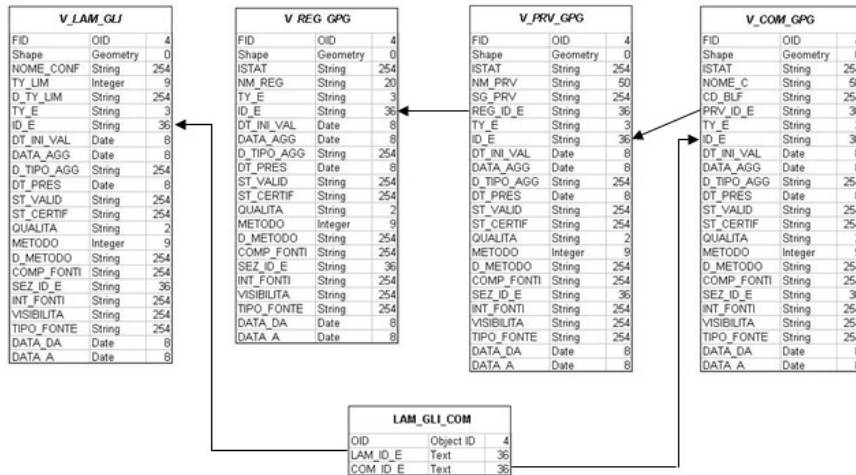 V_LAM_GLI
FID OID 4
Shape Geometry 0
NOME_CONF String 254
TY_LIM Integer 9
D_TY_LIM String 254
TY_E String 3
ID_E String 36
DT_INI_VAL Date 8
DATA_AGG Date 8
D_TIPO_AGG String 254
DT_PRES Date 8
ST_VALID String 254
ST_CERTIF String 254
QUALITA String 2
METODO Integer 9
D_METODO String 254
COMP_FONTI String 254
SEZ_ID_E String 36
INT_FONTI String 254
VISIBILITA String 254
TIPO_FONTE String 254
DATA_DA Date 8
DATA_A Date 8
V_REG_GPG
FID OID 4
Shape Geometry 0
ISTAT String 254
NM_REG String 20
TY_E String 3
ID_E String 36
DT_INI_VAL Date 8
DATA_AGG Date 8
D_TIPO_AGG String 254
DT_PRES Date 8
ST_VALID String 254
ST_CERTIF String 254
QUALITA String 2
METODO Integer 9
D_METODO String 254
COMP_FONTI String 254
SEZ_ID_E String 36
INT_FONTI String 254
VISIBILITA String 254
TIPO_FONTE String 254
DATA_DA Date 8
DATA_A Date 8
V_PRV_GPG
FID OID 4
Shape Geometry 0
ISTAT String 254
NM_PRV String 50
SG_PRV String 254
REG_ID_E String 36
TY_E String 3
ID_E String 36
DT_INI_VAL Date 8
DATA_AGG Date 8
D_TIPO_AGG String 254
DT_PRES Date 8
ST_VALID String 254
ST_CERTIF String 254
QUALITA String 2
METODO Integer 9
D_METODO String 254
COMP_FONTI String 254
SEZ_ID_E String 36
INT_FONTI String 254
VISIBILITA String 254
TIPO_FONTE String 254
DATA_DA Date 8
DATA_A Date 8
V_COM_GPG
FID OID
Shape Geometry
ISTAT String
NOME_C String
CD_BLF String
PRV_ID_E String
TY_E String
ID_E String
DT_INI_VAL Date
DATA_AGG Date
D_TIPO_AGG String
DT_PRES Date
ST_VALID String
ST_CERTIF String
QUALITA String
METODO Integer
D_METODO String
COMP_FONTI String
SEZ_ID_E String
INT_FONTI String
VISIBILITA String
TIPO_FONTE String
DATA_DA Date
DATA_A Date
LAM_GLI_COM
OID Object ID 4
LAM_ID_E Text 36
COM_ID_E Text 36